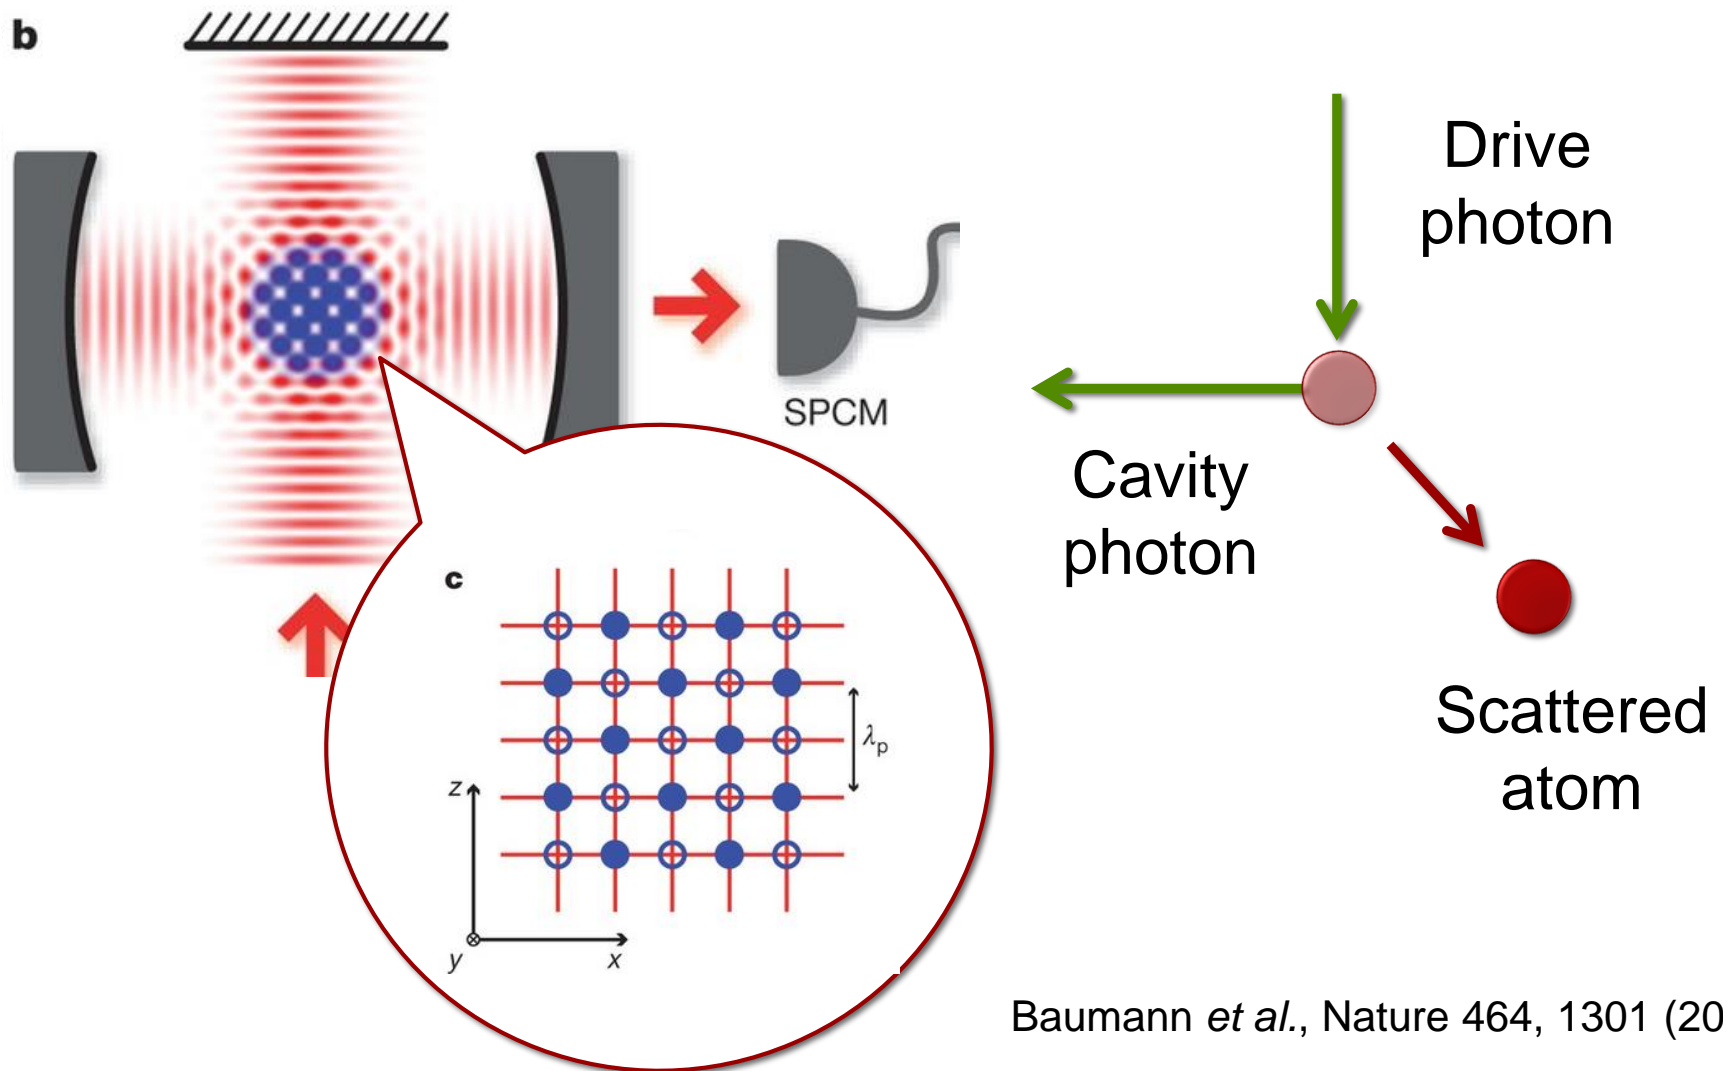 b
Drive
photon
SPCM
Cavity
photon
c
λp
z
y
x
Scattered
atom
Baumann et al., Nature 464, 1301 (20